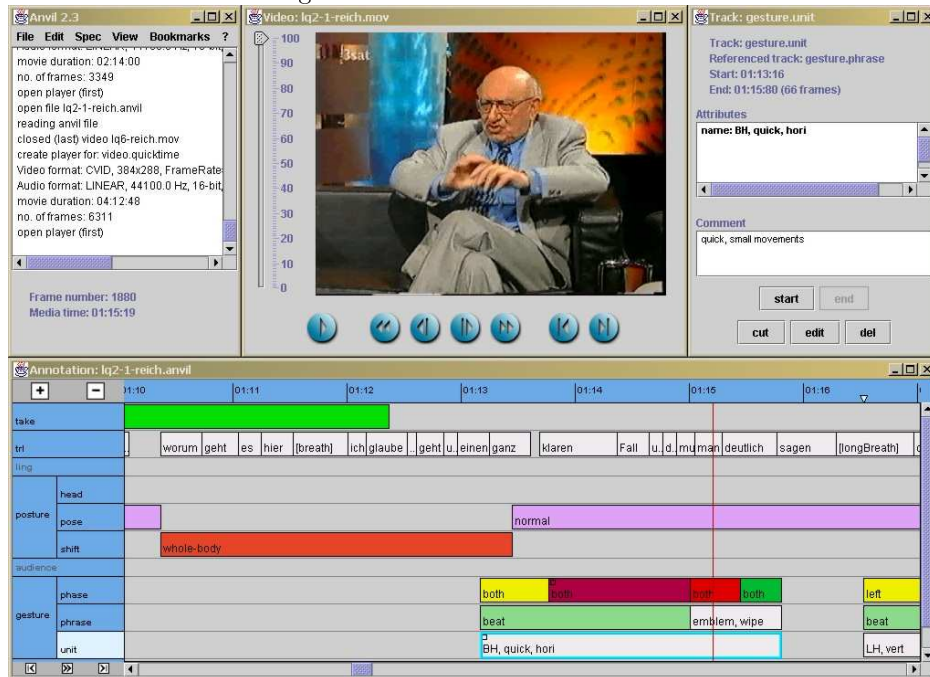 Anvil 2.3
File Edit Spec View Bookmarks ?
movie duration: 02:14:00
no. of frames: 3349
open player (first)
open file lq2-1-reich.anvil
reading anvil file
closed (last) video lq6-reich.mov
create player for: video.quicktime
Video format: CVID, 384x288, FrameRate
Audio format: LINEAR, 44100.0 Hz, 16-bit,
movie duration: 04:12:48
no. of frames: 6311
open player (first)
Frame number: 1880
Media time: 01:15:19
Video: lq2-1-reich.mov
100
90
80
70
60
50
40
30
20
10
0
3sat
Track: gesture.unit
Track: gesture.unit
Referenced track: gesture.phrase
Start: 01:13:16
End: 01:15:80 (66 frames)
Attributes
name: BH, quick, hori
Comment
quick, small movements
start end
cut edit del
Annotation: lq2-1-reich.anvil
+ - 01:10 01:11 01:12 01:13 01:14 01:15 01:16
take
trl worum geht es hier [breath] ich glaube .. geht u.. einen ganz klaren Fall u.. d.. mu man deutlich sagen [longBreath]
ling
head
posture pose normal
shift whole-body
audience
phase both both both both left
gesture phrase beat emblem, wipe beat
unit BH, quick, hori LH, vert